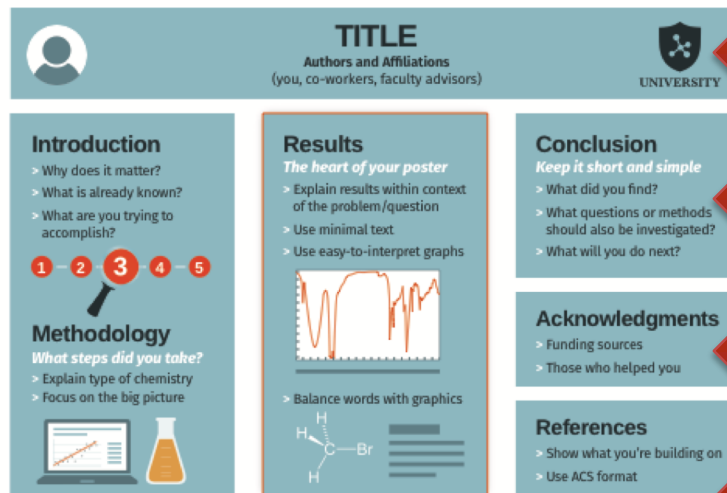 TITLE
Authors and Affiliations
(you, co-workers, faculty advisors)
UNIVERSITY
Introduction
> Why does it matter?
> What is already known?
> What are you trying to
accomplish?
1 2 3 4 5
Methodology
What steps did you take?
> Explain type of chemistry
> Focus on the big picture
Results
The heart of your poster
> Explain results within context
of the problem/question
> Use minimal text
> Use easy-to-interpret graphs
> Balance words with graphics
H
H
C Br
H
Conclusion
Keep it short and simple
> What did you find?
> What questions or methods
should also be investigated?
> What will you do next?
Acknowledgments
> Funding sources
> Those who helped you
References
> Show what you're building on
> Use ACS format